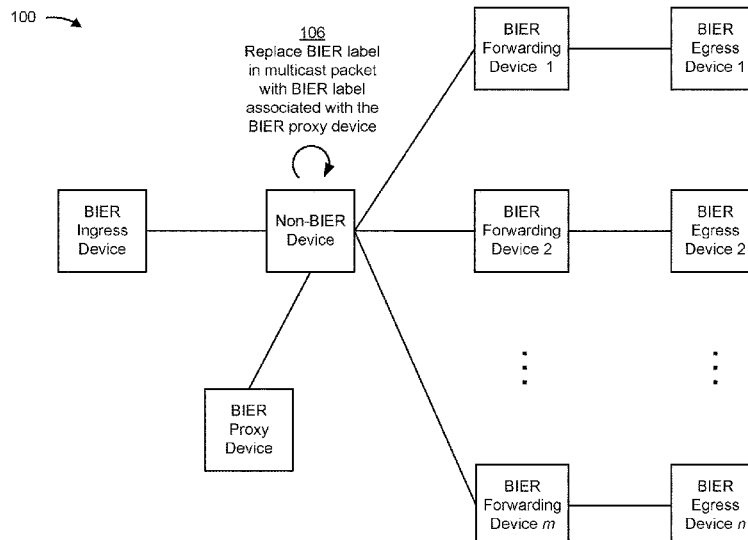 100
106
Replace BIER label
in multicast packet
with BIER label
associated with the
BIER proxy device
BIER
Forwarding
Device 1
BIER
Egress
Device 1
BIER
Ingress
Device
Non-BIER
Device
BIER
Forwarding
Device 2
BIER
Egress
Device 2
BIER
Proxy
Device
BIER
Forwarding
Device m
BIER
Egress
Device n